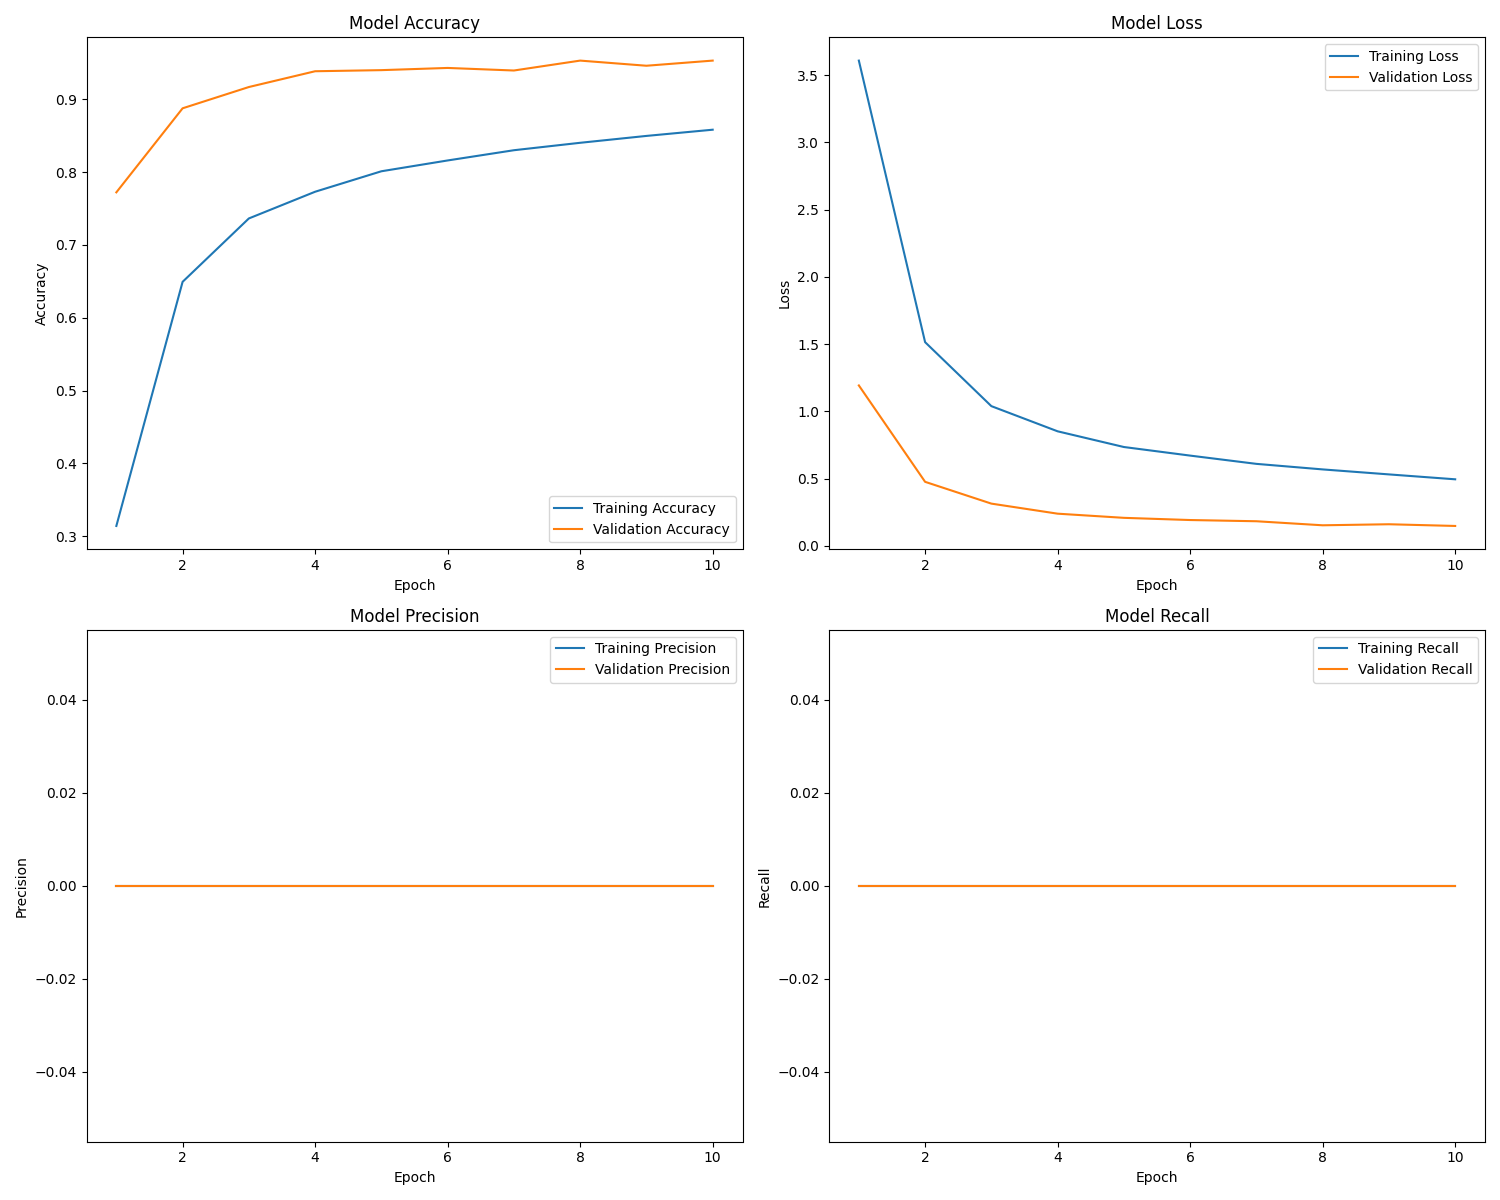 Model Accuracy
Accuracy
0.9
0.8
0.7
0.6
0.5
0.4
0.3
Training Accuracy
Validation Accuracy
2 4 6 8 10
Epoch
Model Loss
Loss
3.5
3.0
2.5
2.0
1.5
1.0
0.5
0.0
Training Loss
Validation Loss
2 4 6 8 10
Epoch
Model Precision
Precision
0.04
0.02
0.00
−0.02
−0.04
Training Precision
Validation Precision
2 4 6 8 10
Epoch
Model Recall
Recall
0.04
0.02
0.00
−0.02
−0.04
Training Recall
Validation Recall
2 4 6 8 10
Epoch